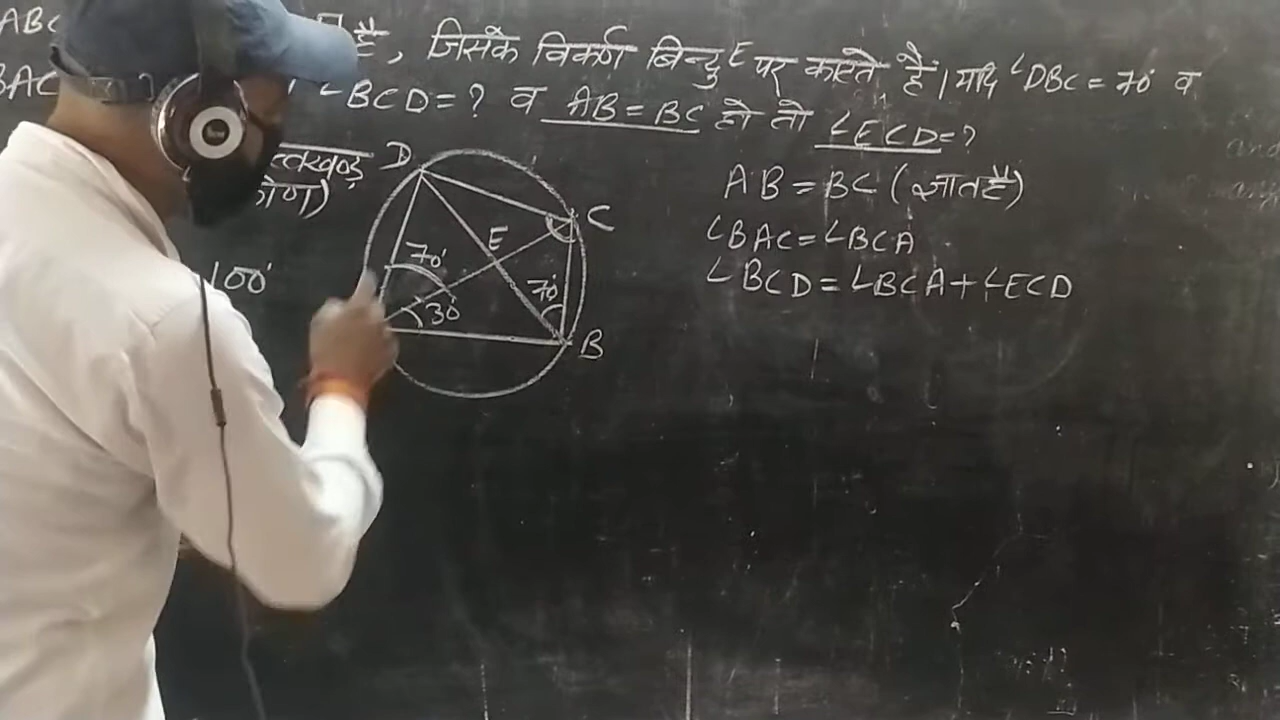 ABC है, जिसके विकर्ण बिन्दु E पर काटते हैं। यदि ∠DBC = 70° व
BAC ∠BCD = ? व AB = BC हो तो ∠ECD = ?
D
AB = BC (ज्ञात है)
C
∠BAC = ∠BCA
E
70°
100°
70°
∠BCD = ∠BCA + ∠ECD
30
B